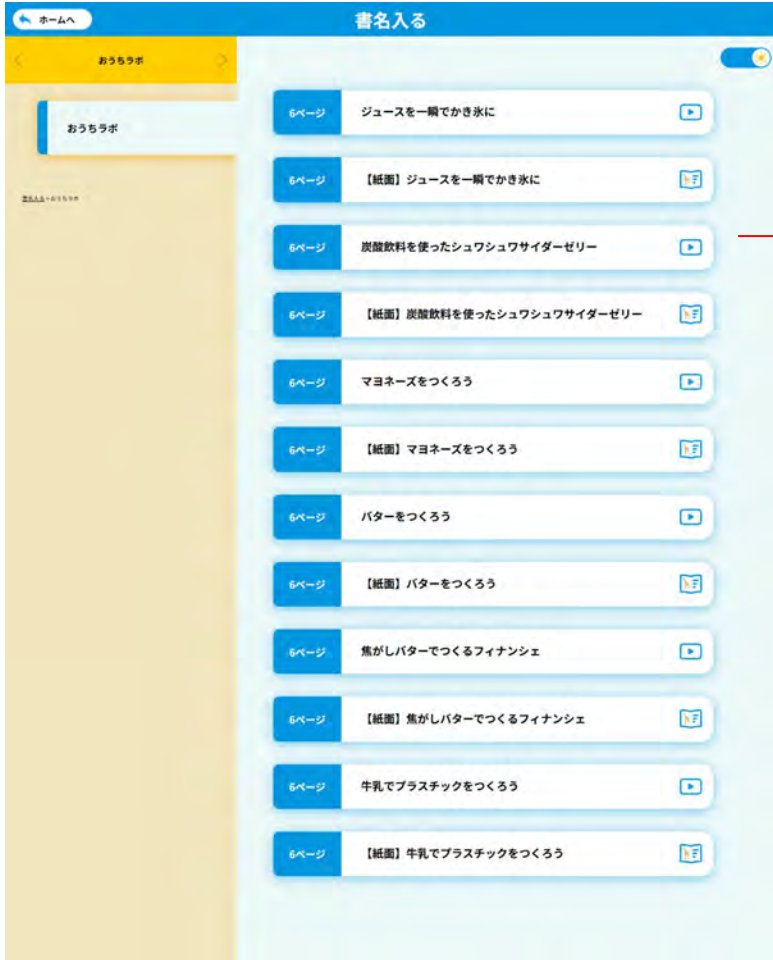 ホームへ
書名入る
おうちラボ
おうちラボ
書名入る>おうちラボ
6ページ ジュースを一瞬でかき氷に
6ページ 【紙面】ジュースを一瞬でかき氷に
6ページ 炭酸飲料を使ったシュワシュワサイダーゼリー
6ページ 【紙面】炭酸飲料を使ったシュワシュワサイダーゼリー
6ページ マヨネーズをつくろう
6ページ 【紙面】マヨネーズをつくろう
6ページ バターをつくろう
6ページ 【紙面】バターをつくろう
6ページ 焦がしバターでつくるフィナンシェ
6ページ 【紙面】焦がしバターでつくるフィナンシェ
6ページ 牛乳でプラスチックをつくろう
6ページ 【紙面】牛乳でプラスチックをつくろう